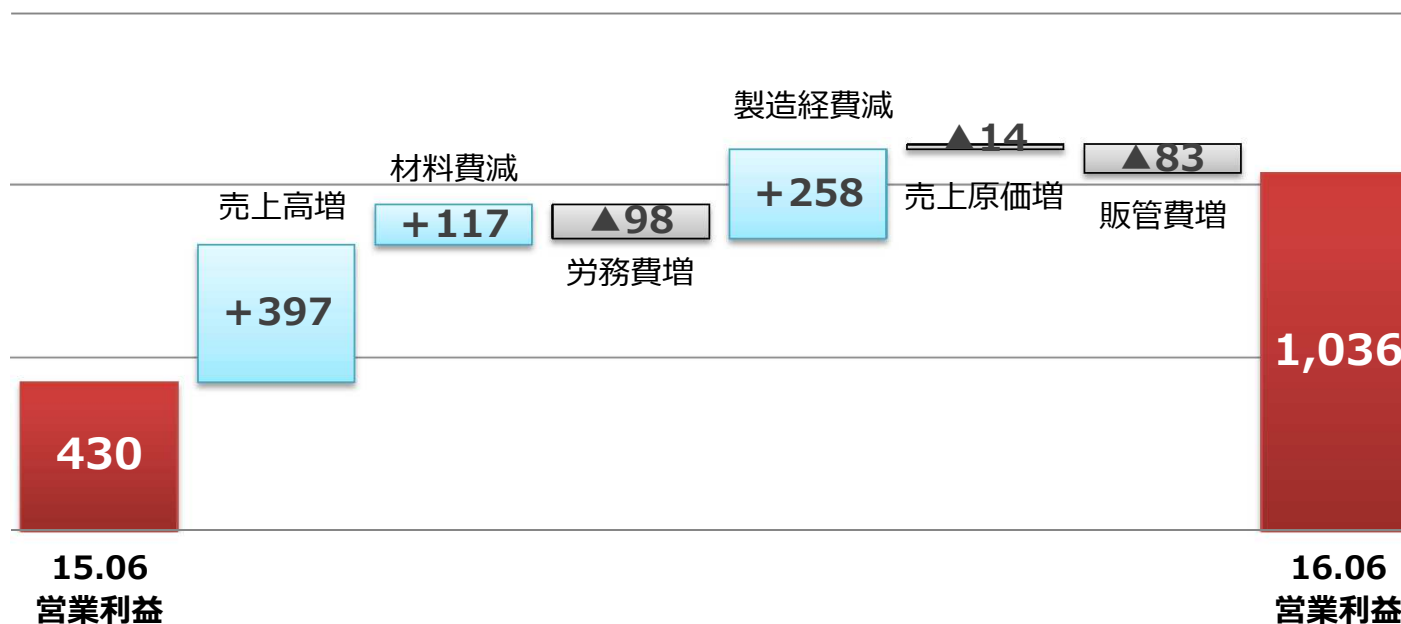 売上高増
+397
材料費減
+117
▲98
労務費増
製造経費減
+258
▲14
売上原価増
▲83
販管費増
430
1,036
15.06
営業利益
16.06
営業利益